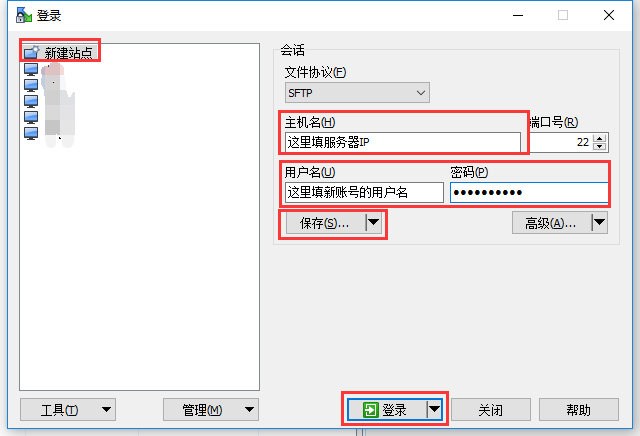 登录
新建站点
会话
文件协议(F)
SFTP
主机名(H)
端口号(R)
这里填服务器IP
22
用户名(U)
密码(P)
这里填新账号的用户名
●●●●●●●●●●
保存(S)...
高级(A)...
工具(T)
管理(M)
登录
关闭
帮助